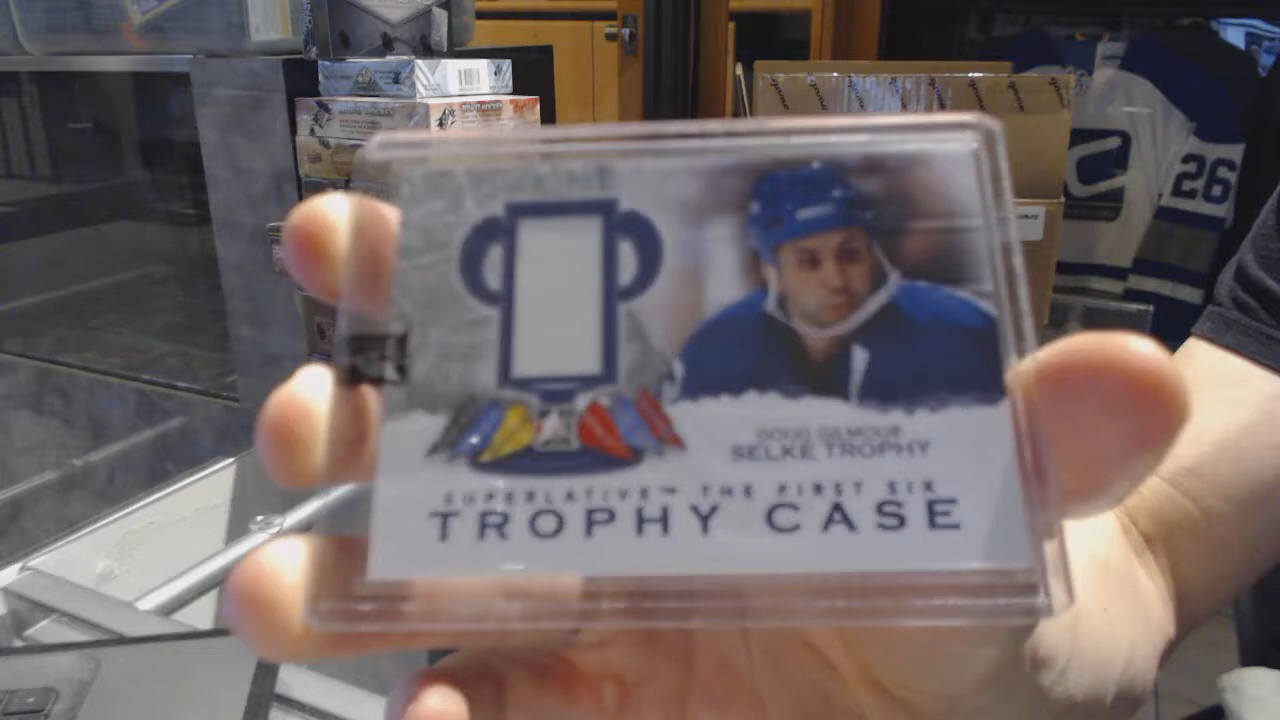 26
DOUG GILMOUR
SELKE TROPHY
SUPERLATIVE™ THE FIRST SIX
TROPHY CASE